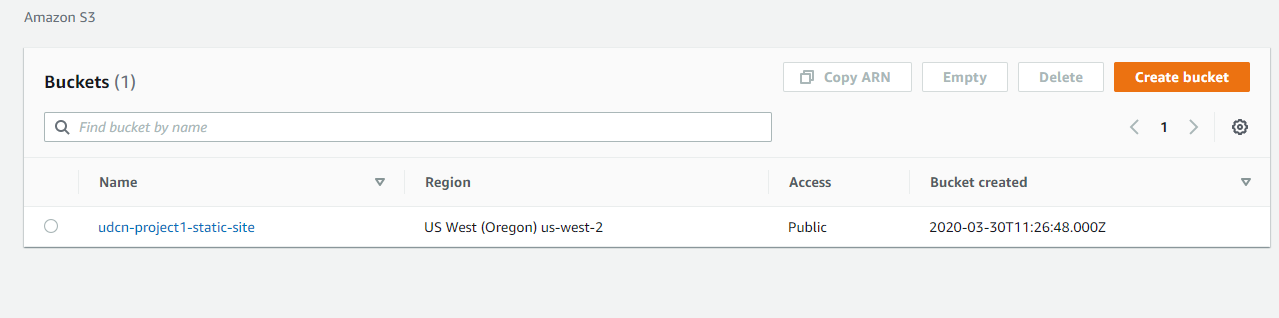 Amazon S3
Buckets (1)
Copy ARN
Empty
Delete
Create bucket
Find bucket by name
1
Name Region Access Bucket created
udcn-project1-static-site US West (Oregon) us-west-2 Public 2020-03-30T11:26:48.000Z